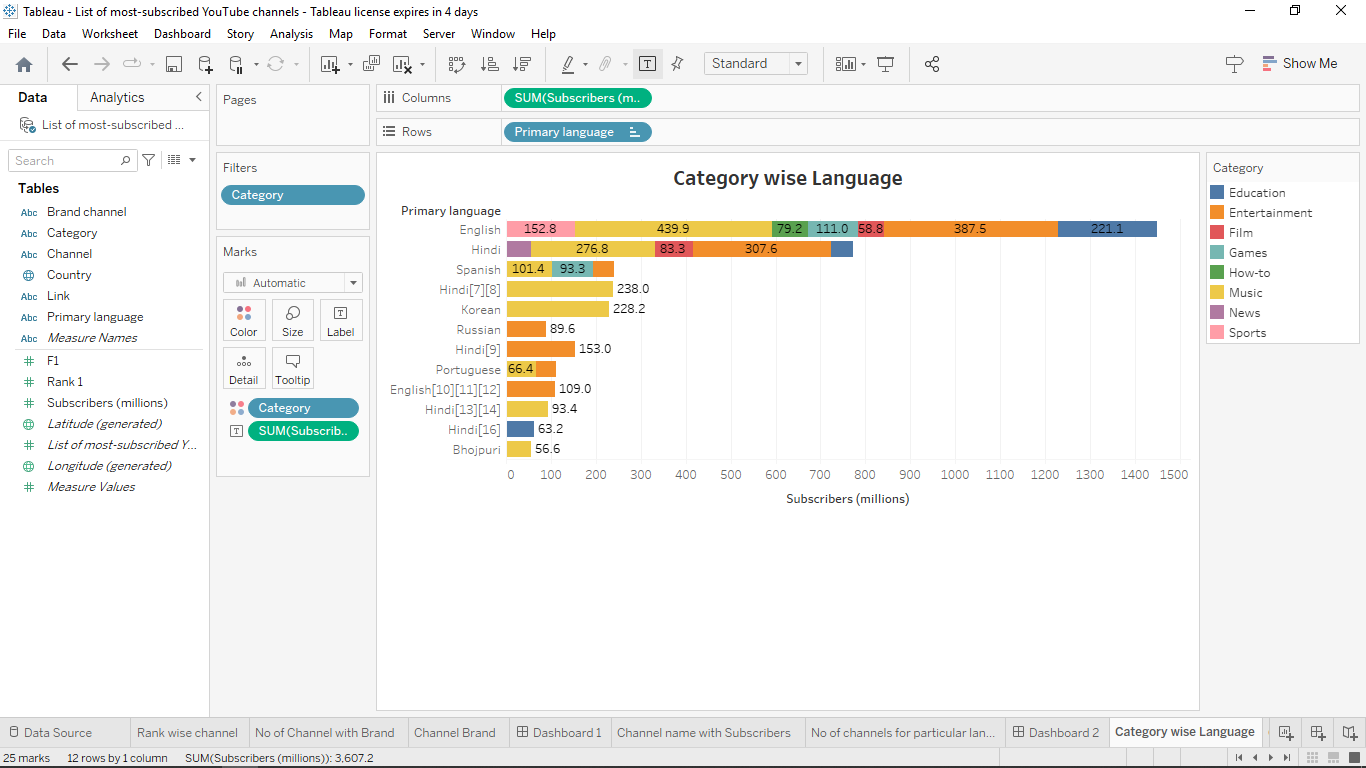 Tableau - List of most-subscribed YouTube channels - Tableau license expires in 4 days
File Data Worksheet Dashboard Story Analysis Map Format Server Window Help
Standard
Show Me
Data Analytics
List of most-subscribed ...
Search
Tables
Abc Brand channel
Abc Category
Abc Channel
Country
Abc Link
Abc Primary language
Abc Measure Names
# F1
# Rank 1
# Subscribers (millions)
Latitude (generated)
# List of most-subscribed Y...
Longitude (generated)
# Measure Values
Pages
Filters
Category
Marks
Automatic
Color Size T Label
Detail Tooltip
Category
T SUM(Subscrib..
Columns SUM(Subscribers (m..
Rows Primary language
Category wise Language
Primary language
English 152.8 439.9 79.2 111.0 58.8 387.5 221.1
Hindi 276.8 83.3 307.6
Spanish 101.4 93.3
Hindi[7][8] 238.0
Korean 228.2
Russian 89.6
Hindi[9] 153.0
Portuguese 66.4
English[10][11][12] 109.0
Hindi[13][14] 93.4
Hindi[16] 63.2
Bhojpuri 56.6
0 100 200 300 400 500 600 700 800 900 1000 1100 1200 1300 1400 1500
Subscribers (millions)
Category
Education
Entertainment
Film
Games
How-to
Music
News
Sports
Data Source Rank wise channel No of Channel with Brand Channel Brand Dashboard 1 Channel name with Subscribers No of channels for particular lan... Dashboard 2 Category wise Language
25 marks 12 rows by 1 column SUM(Subscribers (millions)): 3,607.2